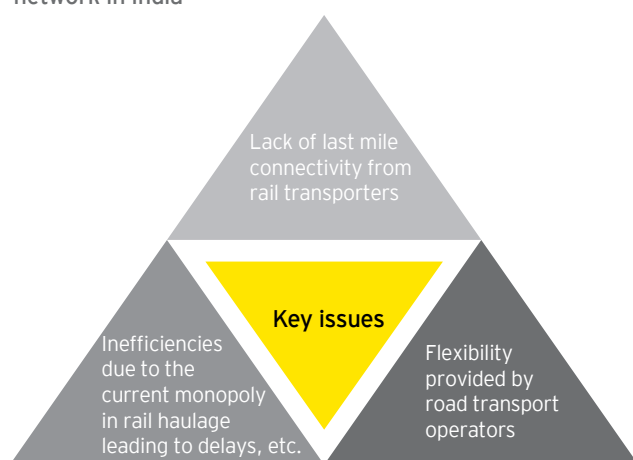 network in India
Lack of last mile
connectivity from
rail transporters
Key issues
Inefficiencies
due to the
current monopoly
in rail haulage
leading to delays, etc.
Flexibility
provided by
road transport
operators